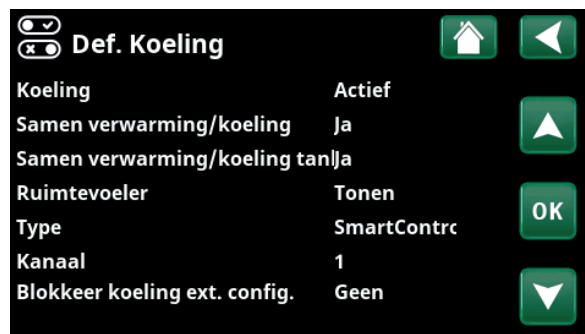 Def. Koeling
Koeling Actief
Samen verwarming/koeling Ja
Samen verwarming/koeling tan Ja
Ruimtevoeler Tonen
Type SmartContrc
Kanaal 1
OK
Blokkeer koeling ext. config. Geen